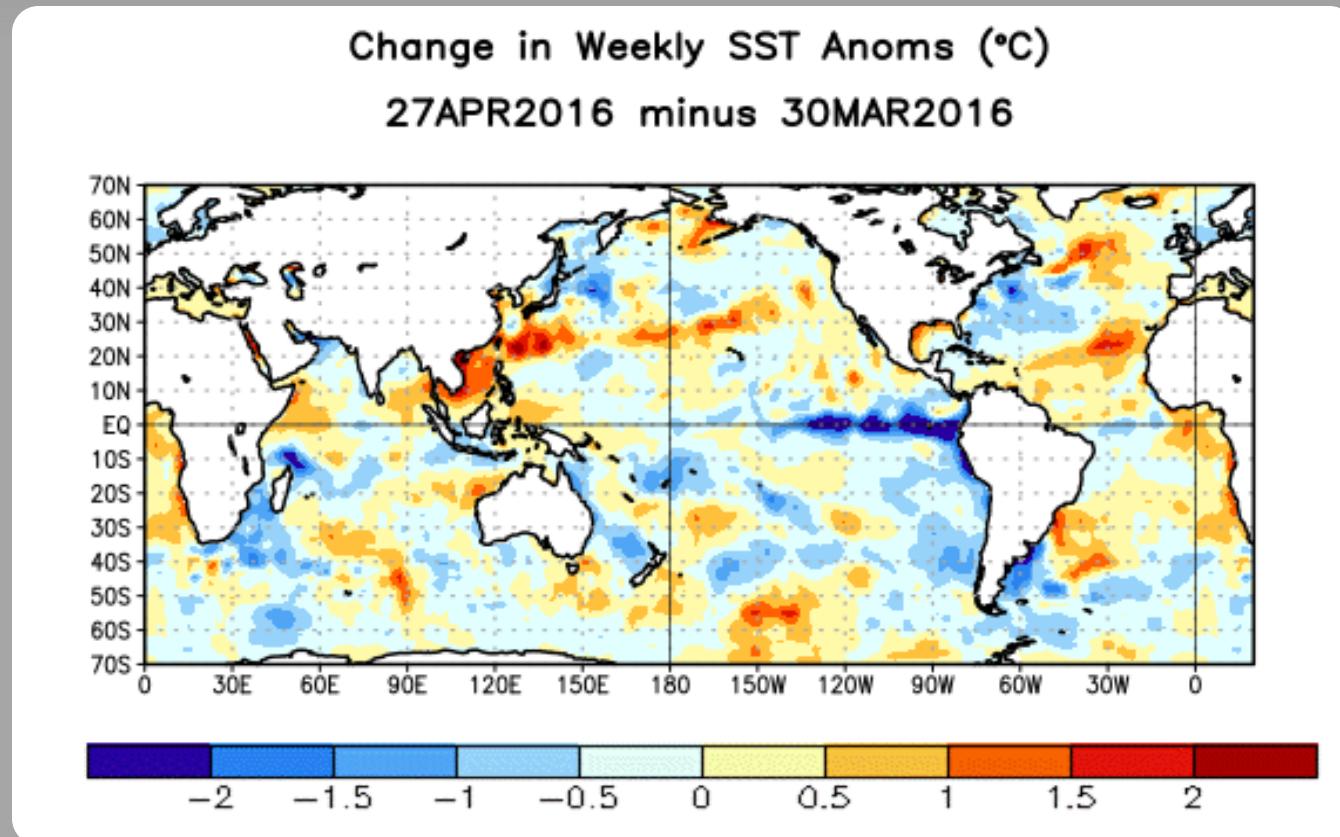 Change in Weekly SST Anoms (°C)
27APR2016 minus 30MAR2016
70N
60N
50N
40N
30N
20N
10N
EQ
10S
20S
30S
40S
50S
60S
70S
0 30E 60E 90E 120E 150E 180 150W 120W 90W 60W 30W 0
−2 −1.5 −1 −0.5 0 0.5 1 1.5 2